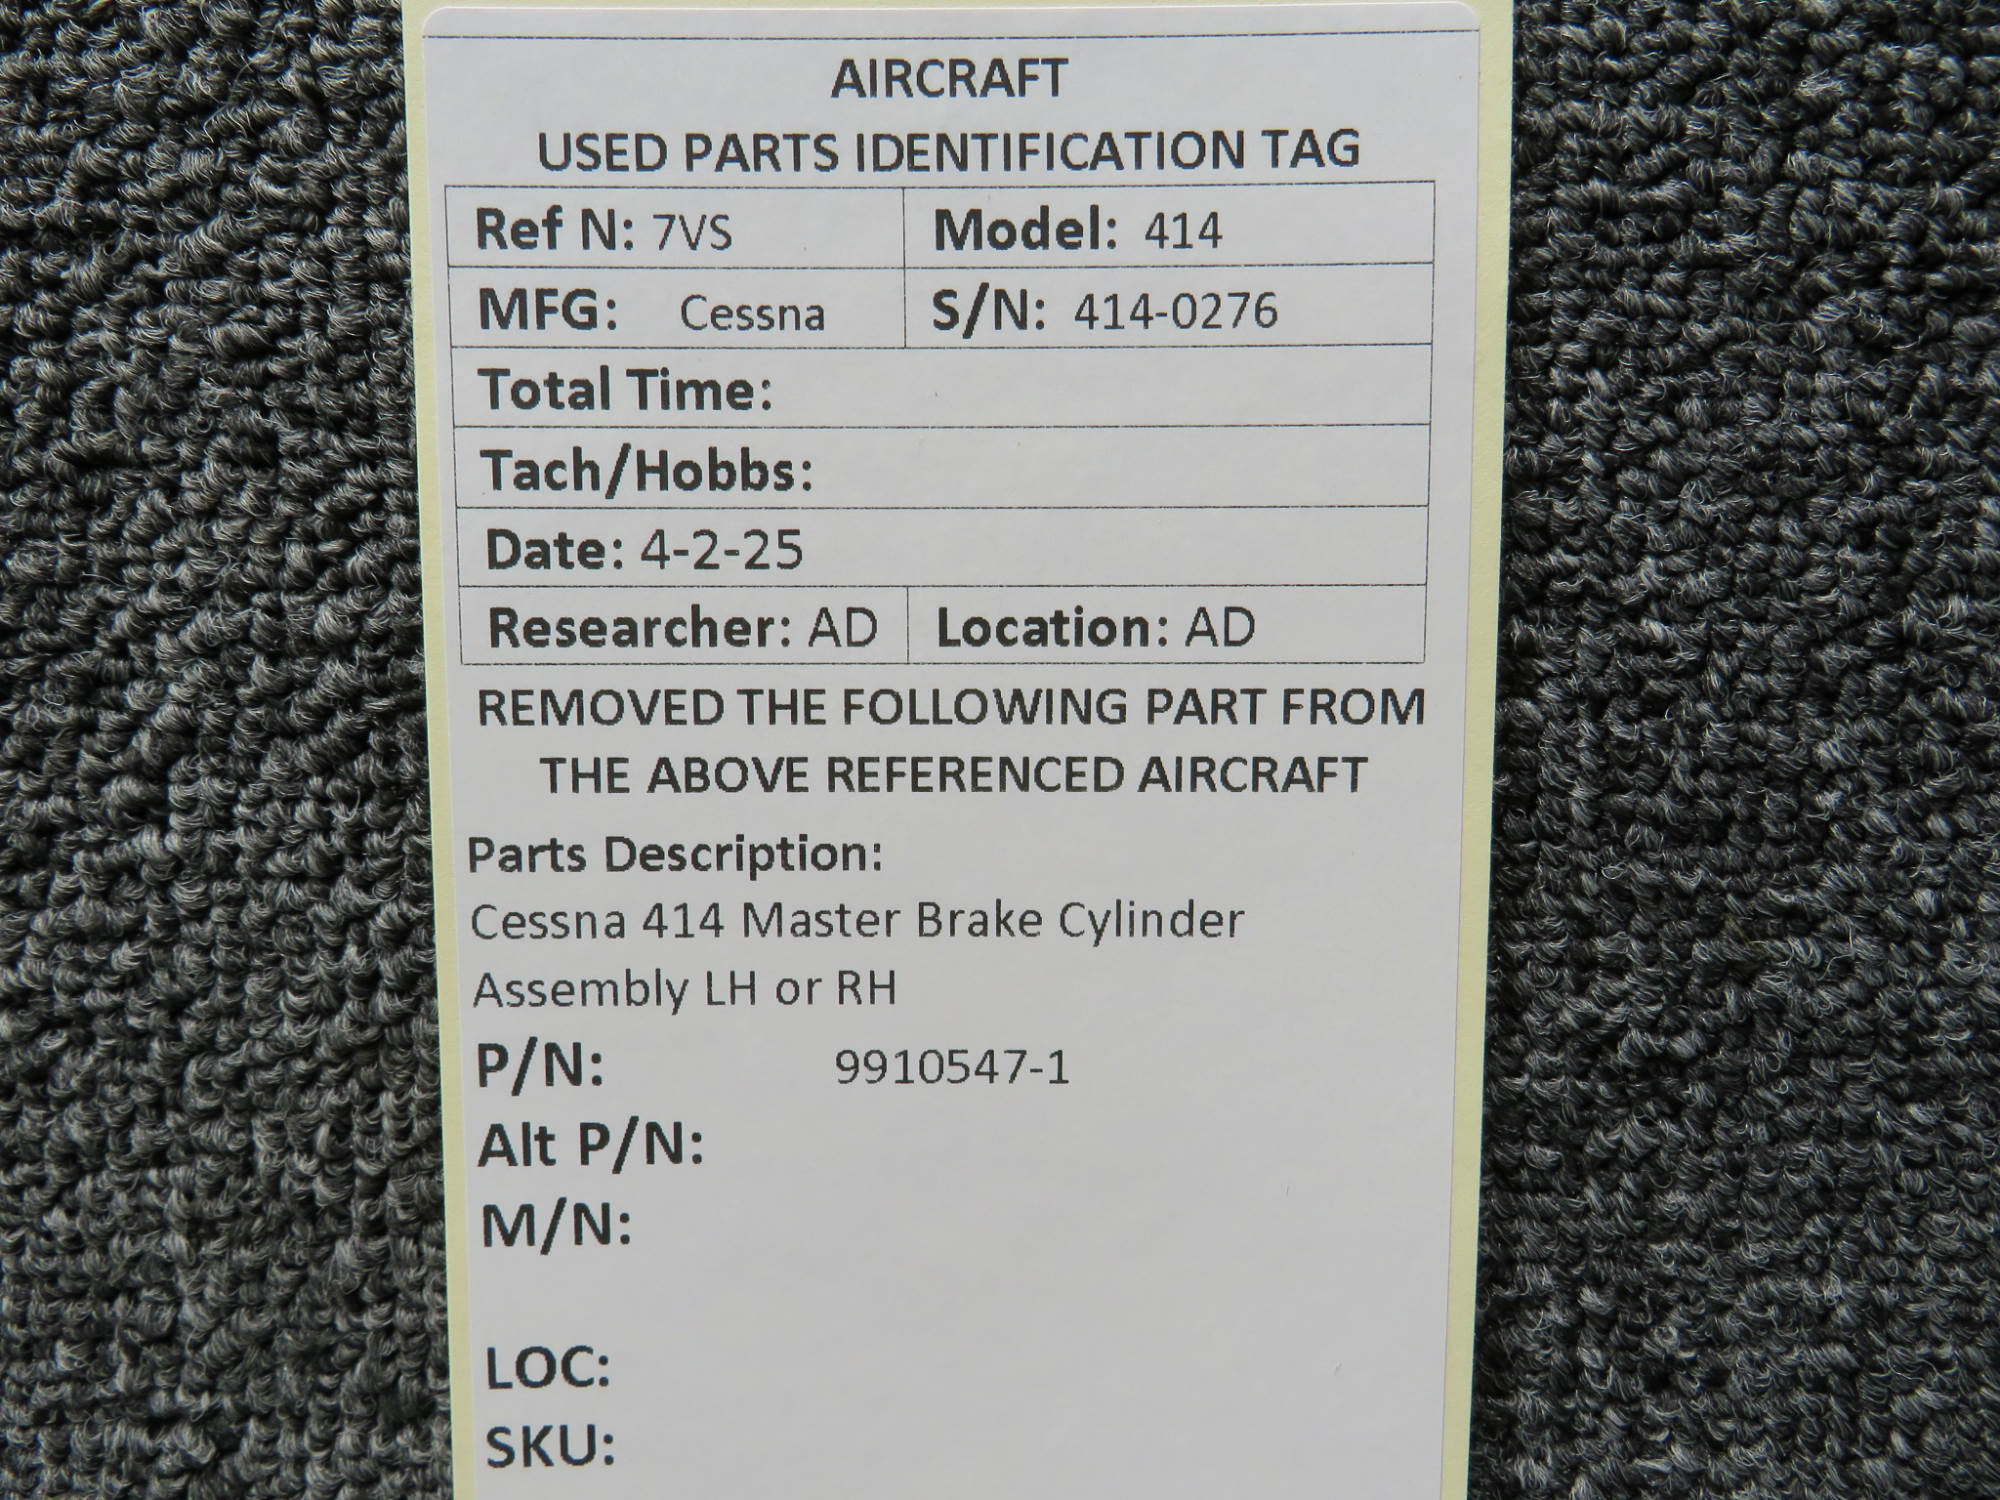 AIRCRAFT
USED PARTS IDENTIFICATION TAG
Ref N: 7VS Model: 414
MFG: Cessna S/N: 414-0276
Total Time:
Tach/Hobbs:
Date: 4-2-25
Researcher: AD Location: AD
REMOVED THE FOLLOWING PART FROM
THE ABOVE REFERENCED AIRCRAFT
Parts Description:
Cessna 414 Master Brake Cylinder
Assembly LH or RH
P/N: 9910547-1
Alt P/N:
M/N:
LOC:
SKU: